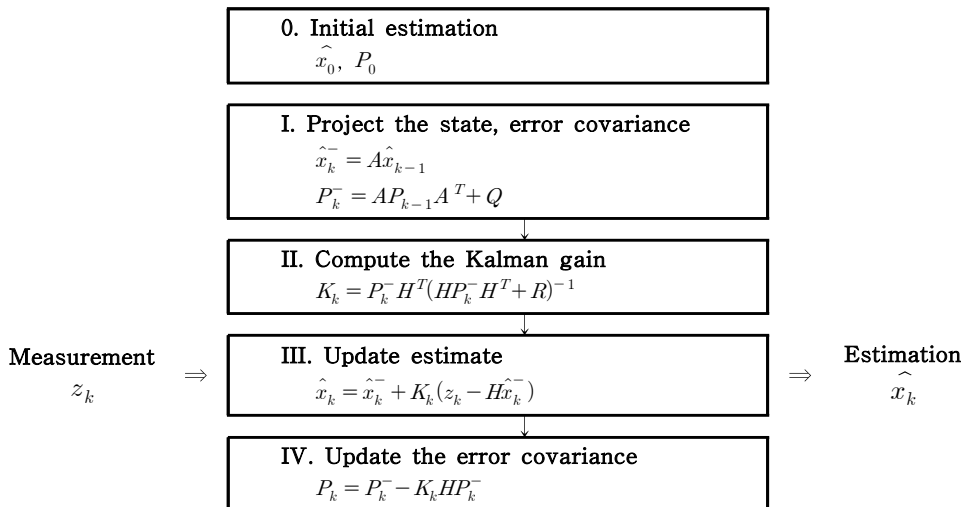 0. Initial estimation
x̂₀, P₀
I. Project the state, error covariance
x̂ₖ⁻ = Ax̂ₖ₋₁
Pₖ⁻ = APₖ₋₁Aᵀ + Q
↓
II. Compute the Kalman gain
Kₖ = Pₖ⁻Hᵀ(HPₖ⁻Hᵀ + R)⁻¹
↓
Measurement
zₖ ⇒
III. Update estimate
x̂ₖ = x̂ₖ⁻ + Kₖ(zₖ − Hx̂ₖ⁻)
⇒ Estimation
x̂ₖ
↓
IV. Update the error covariance
Pₖ = Pₖ⁻ − KₖHPₖ⁻